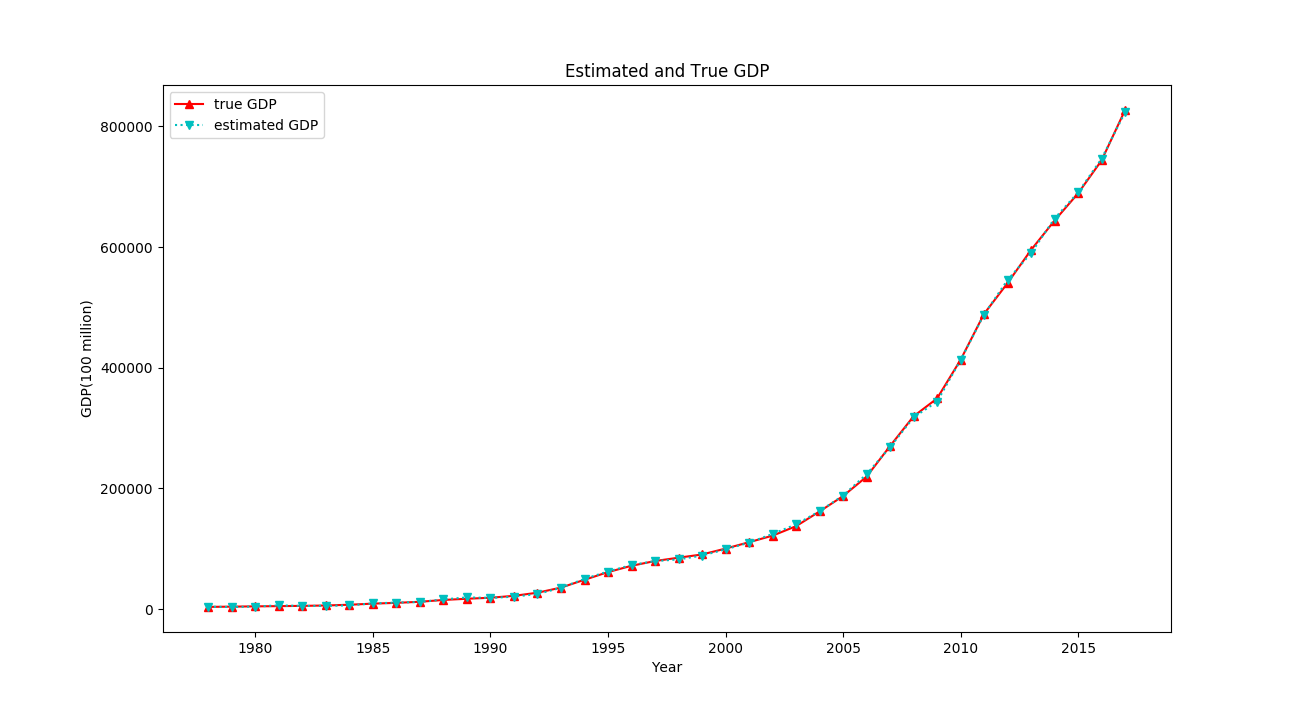 Estimated and True GDP
true GDP
estimated GDP
GDP(100 million)
800000
600000
400000
200000
0
1980 1985 1990 1995 2000 2005 2010 2015
Year